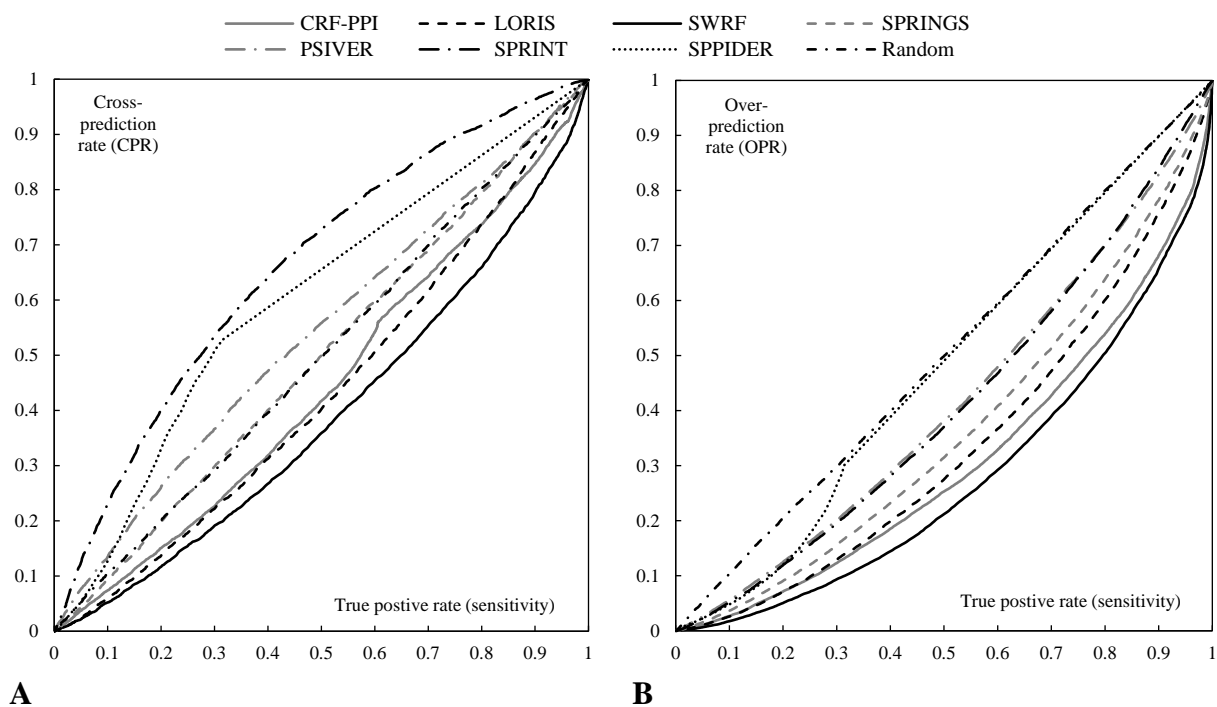 CRF-PPI LORIS SWRF SPRINGS
PSIVER SPRINT SPPIDER Random
1
0.9
0.8
0.7
0.6
0.5
0.4
0.3
0.2
0.1
0
Cross-
prediction
rate (CPR)
True postive rate (sensitivity)
0 0.1 0.2 0.3 0.4 0.5 0.6 0.7 0.8 0.9 1
A
1
0.9
0.8
0.7
0.6
0.5
0.4
0.3
0.2
0.1
0
Over-
prediction
rate (OPR)
True postive rate (sensitivity)
0 0.1 0.2 0.3 0.4 0.5 0.6 0.7 0.8 0.9 1
B